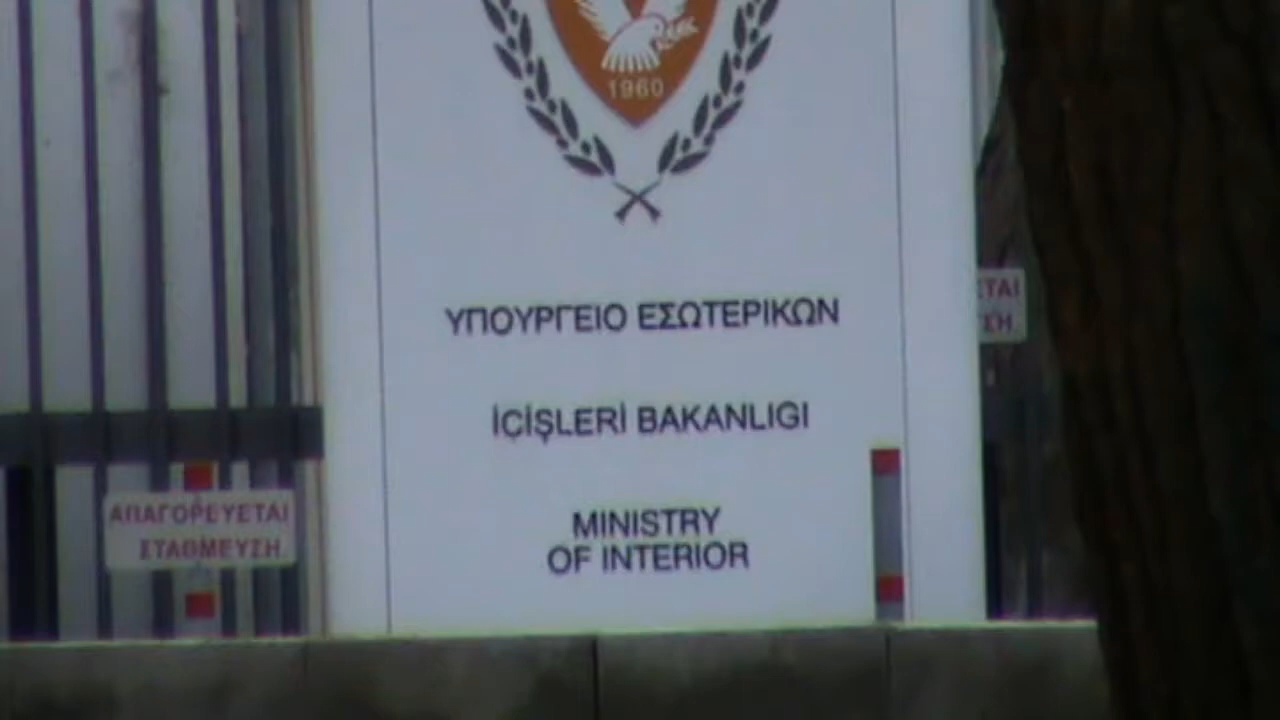 1960
ΥΠΟΥΡΓΕΙΟ ΕΣΩΤΕΡΙΚΩΝ
İÇİŞLERİ BAKANLIGI
MINISTRY
OF INTERIOR
ΑΠΑΓΟΡΕΥΕΤΑΙ
ΣΤΑΘΜΕΥΣΗ